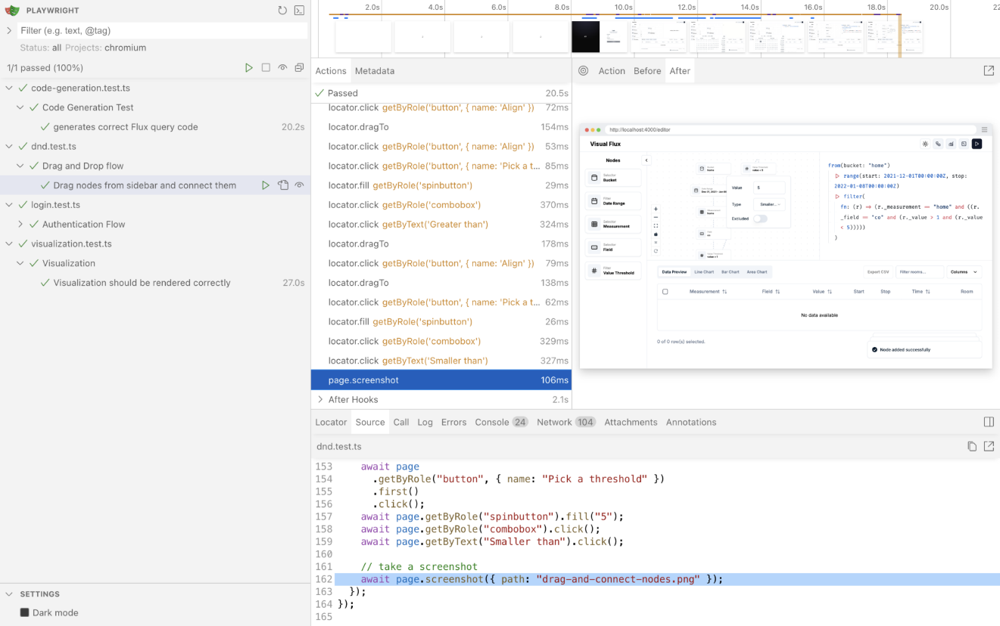 PLAYWRIGHT
Filter (e.g. text, @tag)
Status: all Projects: chromium
1/1 passed (100%)
code-generation.test.ts
Code Generation Test
generates correct Flux query code 20.2s
dnd.test.ts
Drag and Drop flow
Drag nodes from sidebar and connect them
login.test.ts
Authentication Flow
visualization.test.ts
Visualization
Visualization should be rendered correctly 27.0s
SETTINGS
Dark mode
2.0s 4.0s 6.0s 8.0s 10.0s 12.0s 14.0s 16.0s 18.0s 20.0s 22
Actions Metadata
Passed 20.5s
locator.click getByRole('button', { name: 'Align' }) 72ms
locator.dragTo 154ms
locator.click getByRole('button', { name: 'Align' }) 53ms
locator.click getByRole('button', { name: 'Pick a t... 85ms
locator.fill getByRole('spinbutton') 29ms
locator.click getByRole('combobox') 370ms
locator.click getByText('Greater than') 324ms
locator.dragTo 178ms
locator.click getByRole('button', { name: 'Align' }) 79ms
locator.dragTo 138ms
locator.click getByRole('button', { name: 'Pick a t... 62ms
locator.fill getByRole('spinbutton') 26ms
locator.click getByRole('combobox') 329ms
locator.click getByText('Smaller than') 327ms
page.screenshot 106ms
After Hooks 2.1s
Action Before After
http://localhost:4000/editor
Visual Flux
Nodes
Selector
Bucket
Filter
Date Range
Selector
Measurement
Selector
Field
Filter
Value Threshold
Value 5
Type Smaller...
Excluded
from(bucket: "home")
▷ range(start: 2021-12-01T00:00:00Z, stop:
2022-01-08T00:00:00Z)
▷ filter(
fn: (r) => (r._measurement == "home" and ((r.
_field == "co" and (r._value > 1 and (r._value
< 5)))))
)
Data Preview Line Chart Bar Chart Area Chart
Export CSV Filter rooms... Columns
Measurement Field Value Start Stop Time Room
No data available
0 of 0 row(s) selected.
Node added successfully
Locator Source Call Log Errors Console 24 Network 104 Attachments Annotations
dnd.test.ts
153 await page
154 .getByRole("button", { name: "Pick a threshold" })
155 .first()
156 .click();
157 await page.getByRole("spinbutton").fill("5");
158 await page.getByRole("combobox").click();
159 await page.getByText("Smaller than").click();
160
161 // take a screenshot
162 await page.screenshot({ path: "drag-and-connect-nodes.png" });
163 });
164 });
165